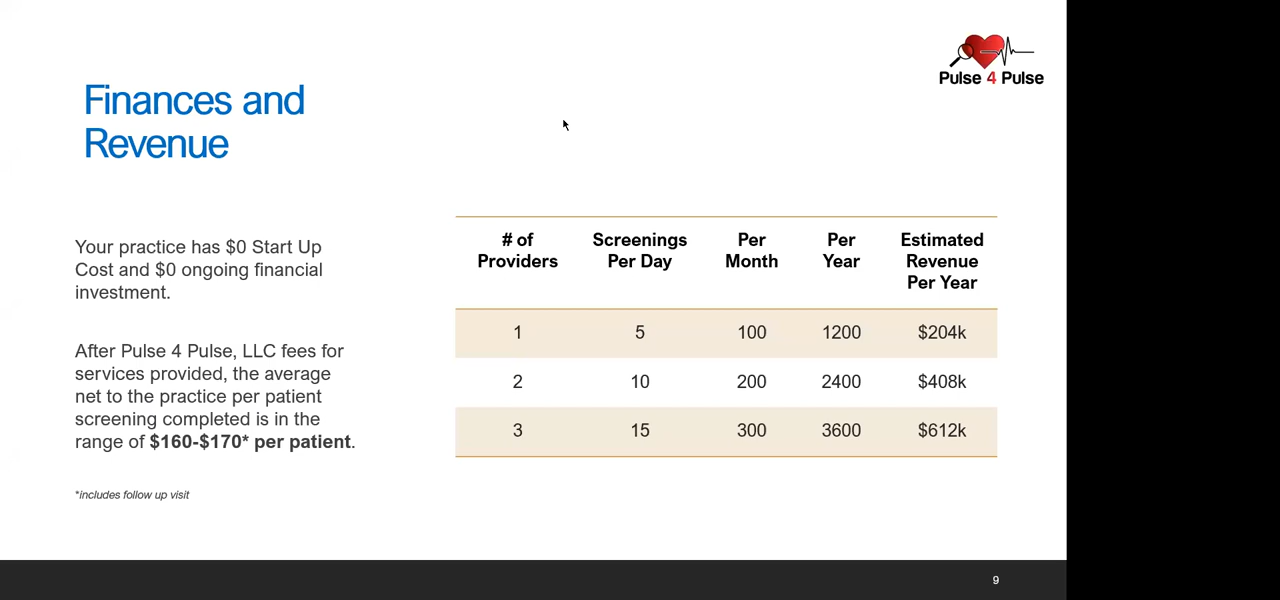 Pulse 4 Pulse
Finances and
Revenue
Your practice has $0 Start Up
Cost and $0 ongoing financial
investment.
After Pulse 4 Pulse, LLC fees for
services provided, the average
net to the practice per patient
screening completed is in the
range of $160-$170* per patient.
*includes follow up visit
# of Providers Screenings Per Day Per Month Per Year Estimated Revenue Per Year
1 5 100 1200 $204k
2 10 200 2400 $408k
3 15 300 3600 $612k
9